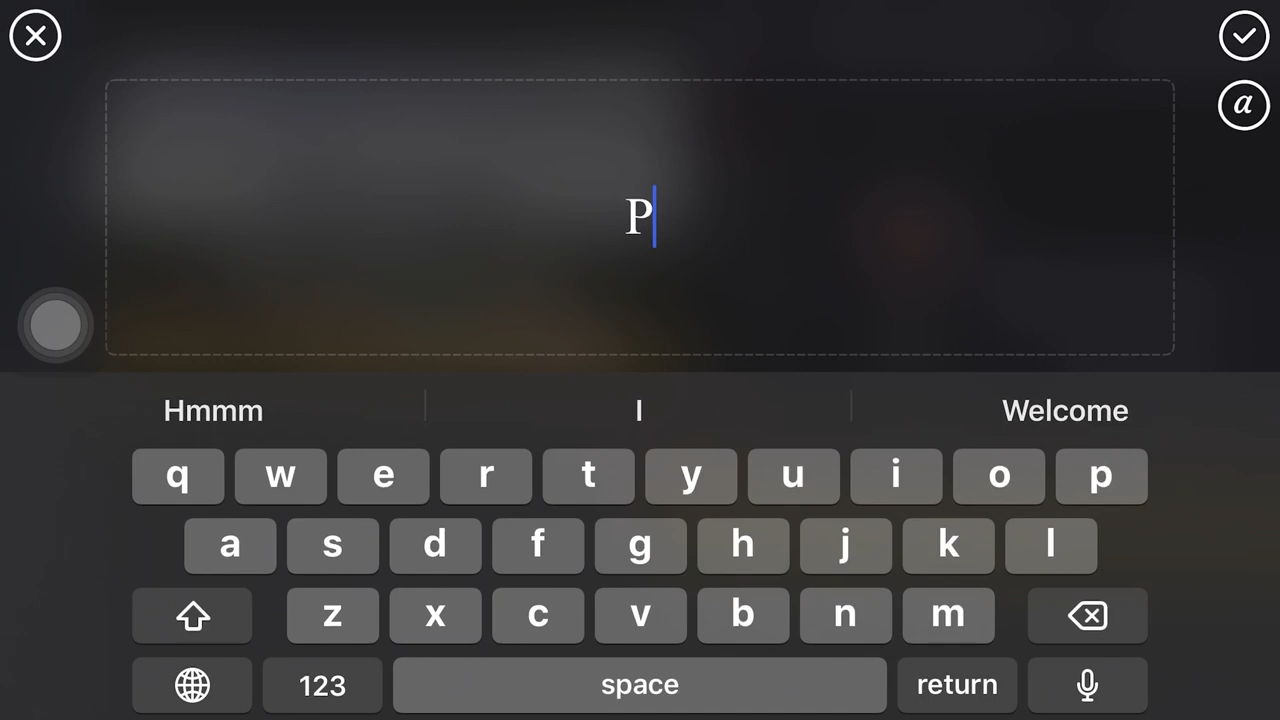 a
P
Hmmm I Welcome
q w e r t y u i o p
a s d f g h j k l
z x c v b n m
123 space return